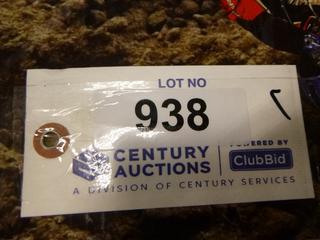 LOT NO
938
CENTURY
AUCTIONS
POWERED BY
ClubBid
A DIVISION OF CENTURY SERVICES